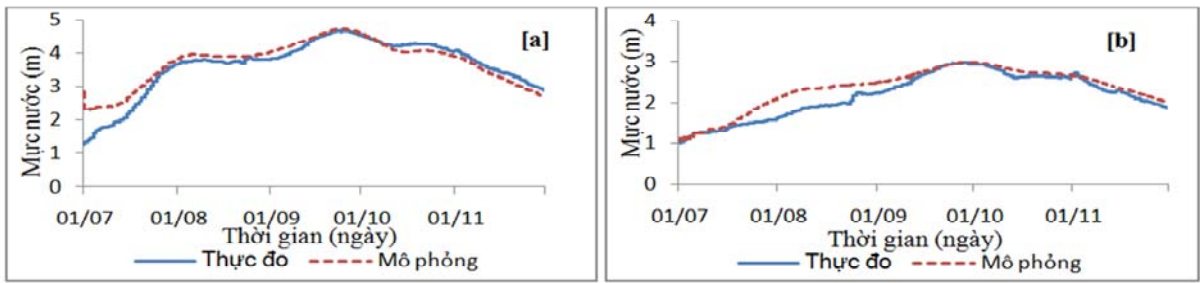 [a]
Mực nước (m)
5
4
3
2
1
0
01/07 01/08 01/09 01/10 01/11
Thời gian (ngày)
Thực đo Mô phỏng
[b]
Mực nước (m)
4
3
2
1
0
01/07 01/08 01/09 01/10 01/11
Thời gian (ngày)
Thực đo Mô phỏng